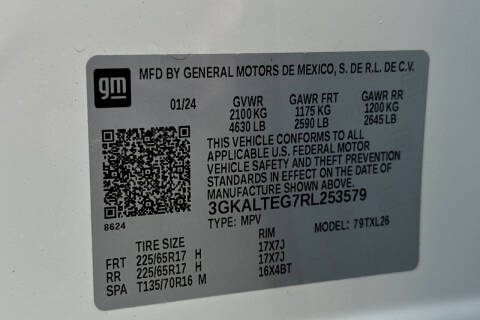 gm MFD BY GENERAL MOTORS DE MEXICO, S. DE R.L. DE C.V.
01/24 GVWR GAWR FRT GAWR RR
2100 KG 1175 KG 1200 KG
4630 LB 2590 LB 2645 LB
THIS VEHICLE CONFORMS TO ALL
APPLICABLE U.S. FEDERAL MOTOR
VEHICLE SAFETY AND THEFT PREVENTION
STANDARDS IN EFFECT ON THE DATE
OF MANUFACTURE SHOWN ABOVE.
3GKALTEG7RL253579
8624 TYPE: MPV MODEL: 79TXL26
TIRE SIZE RIM
FRT 225/65R17 H 17X7J
RR 225/65R17 H 17X7J
SPA T135/70R16 M 16X4BT